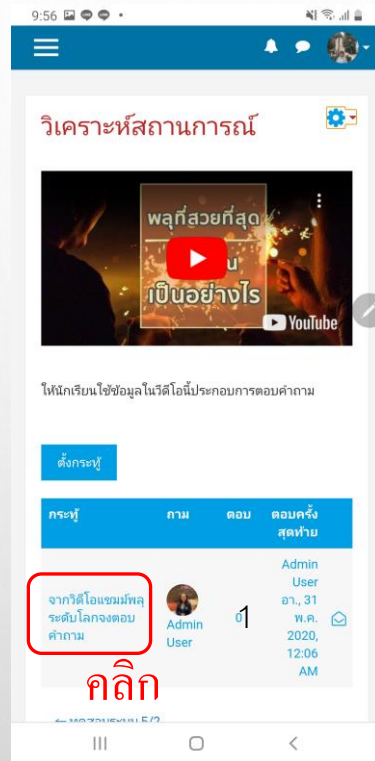 9:56
วิเคราะห์สถานการณ์
พลุที่สวยที่สุด
เป็นอย่างไร
YouTube
ให้นักเรียนใช้ข้อมูลในวีดีโอนี้ประกอบการตอบคำถาม
ตั้งกระทู้
กระทู้ ถาม ตอบ ตอบครั้ง
สุดท้าย
จากวิดีโอแชมม์พลุ
ระดับโลกจงตอบ
คำถาม
Admin
User
0
1
Admin
User
อา., 31
พ.ค.
2020,
12:06
AM
คลิก